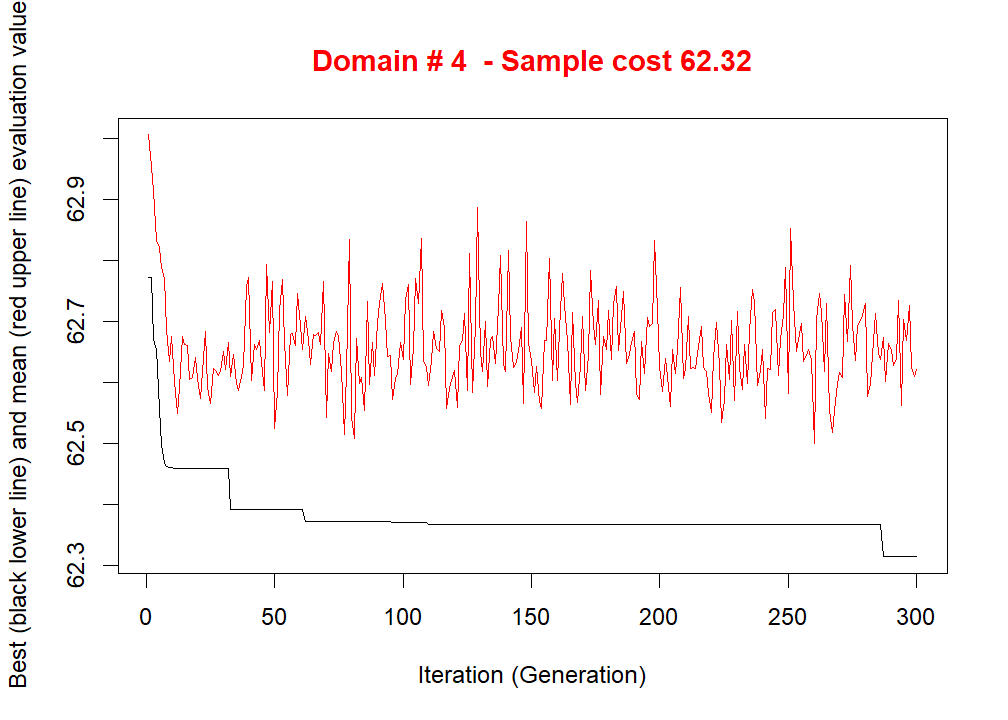 Domain # 4  - Sample cost 62.32
Best (black lower line) and mean (red upper line) evaluation value
62.9
62.7
62.5
62.3
0 50 100 150 200 250 300
Iteration (Generation)